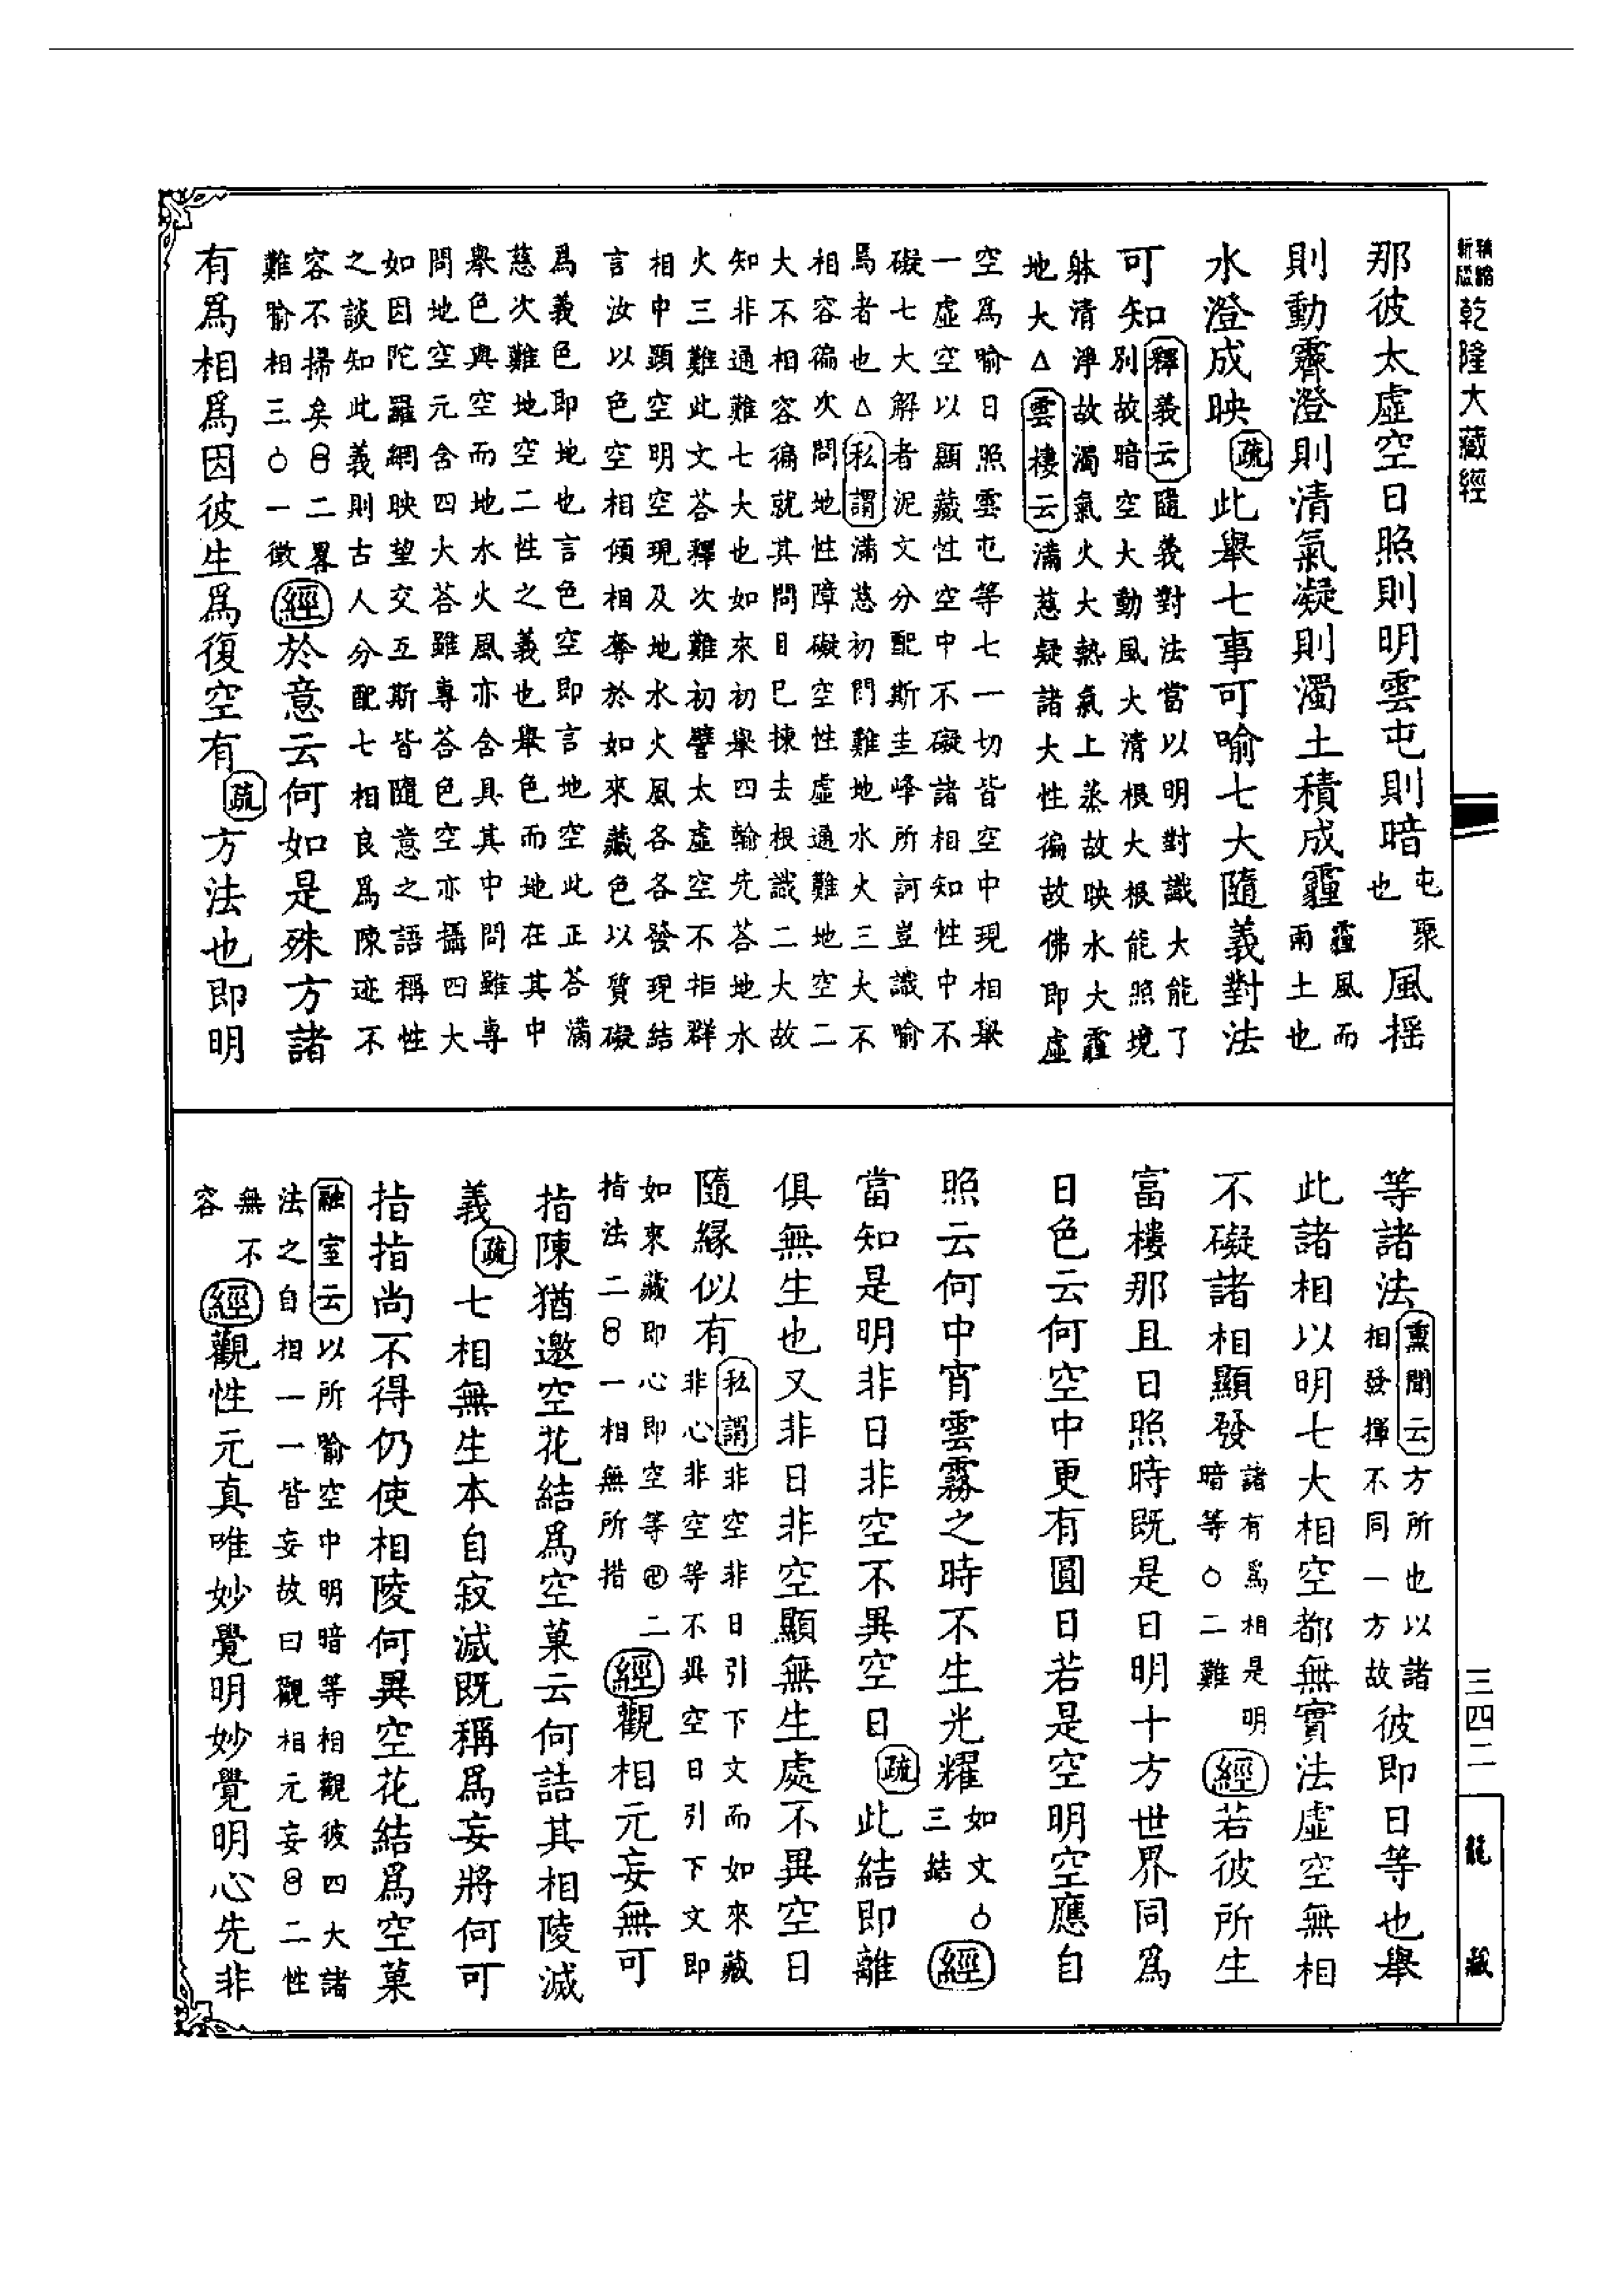 精縮新版乾隆大藏經
那彼太虛空日照則明雲屯則暗屯聚也風揺
則動霽澄則清氣凝則濁土積成霾霾風而雨土也
水澄成映疏此舉七事可喻七大隨義對法
可知釋義云隨義對法當以明對識大能了
別故暗空大動風大清根大根能照境
躰清淨故濁氣火大熱氣上蒸故映水大霾
地大△雲棲云滿慈疑諸大性徧故佛即虛
空爲喻日照雲屯等七一切皆空中現相舉
一虛空以顯藏性空中不礙諸相知性中不
礙七大解者泥文分配斯圭峰所訶豈識喻
焉者也△私謂滿慈初問難地水火三大不
相容徧次問地性障礙空性虛通難地空二
大不相容徧就其問目已揀去根識二大故
知非通難七大也如來初舉四喻先荅地水
火三難此文荅釋次難初譬太虛空不拒群
相中顯空明空現及地水火風各各發現結
言汝以色空相傾相奪於如來藏色以質礙
爲義色即地也言色空即言地空此正荅滿
慈次難地空二性之義也舉色而地在其中
舉色與空而地水火風亦含具其中問雖專
問地空元含四大荅雖專荅色空亦攝四大
如因陀羅網映望交互斯皆隨意之語稱性
之談知此義則古人分配七相良爲陳迹不
容不掃矣8二畧
難喻相三○一徵經於意云何如是殊方諸
有爲相爲因彼生爲復空有疏方法也即明
等諸法熏聞云方所也以諸相發揮不同一方故彼即日等也舉
此諸相以明七大相空都無實法虛空無相
不礙諸相顯發諸有爲相是明暗等○二難經若彼所生
富樓那且日照時既是日明十方世界同爲
日色云何空中更有圓日若是空明空應自
照云何中宵雲霧之時不生光耀如文○三結經
當知是明非日非空不異空日疏此結即離
俱無生也又非日非空顯無生處不異空日
隨緣似有私謂非空非日引下文而如來藏
非心非空等不異空日引下文即
如來藏即心即空等㊣二
指法二8一相無所措經觀相元妄無可
指陳猶邀空花結爲空菓云何詰其相陵滅
義疏七相無生本自寂滅既稱爲妄將何可
指指尚不得仍使相陵何異空花結爲空菓
融室云以所喻空中明暗等相觀彼四大諸
法之自相一一皆妄故曰觀相元妄8二性
無不容經觀性元真唯妙覺明妙覺明心先非
三四二
龍藏